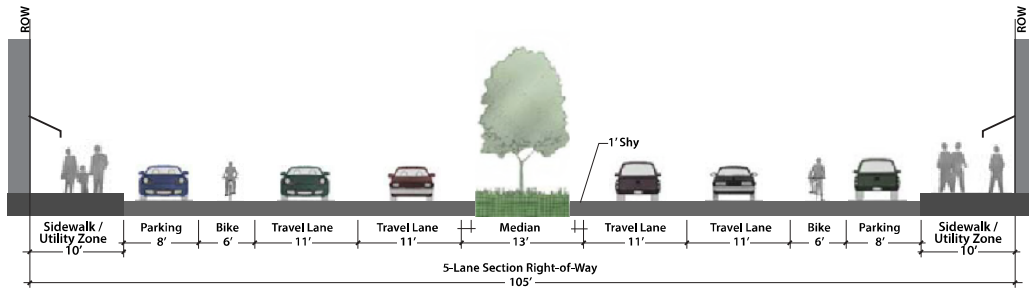 ROW
ROW
1' Shy
Sidewalk /
Utility Zone
10'
Parking
8'
Bike
6'
Travel Lane
11'
Travel Lane
11'
Median
13'
Travel Lane
11'
Travel Lane
11'
Bike
6'
Parking
8'
Sidewalk /
Utility Zone
10'
5-Lane Section Right-of-Way
105'